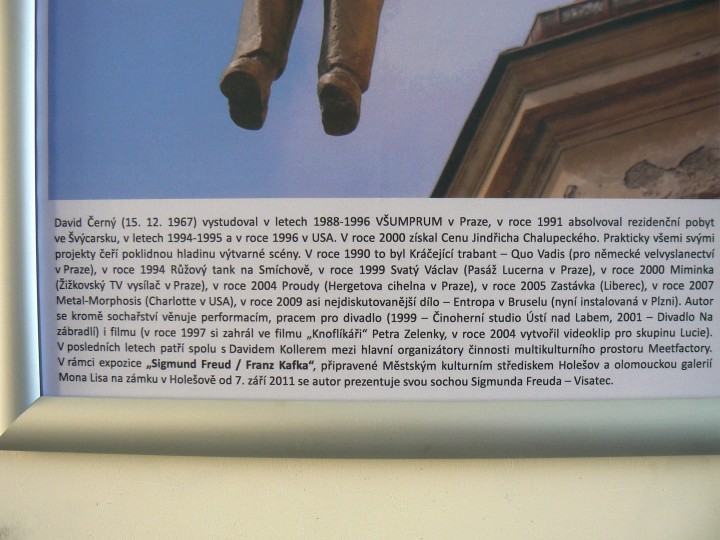 David Černý (15. 12. 1967) vystudoval v letech 1988-1996 VŠUMPRUM v Praze, v roce 1991 absolvoval rezidenční pobyt
ve Švýcarsku, v letech 1994-1995 a v roce 1996 v USA. V roce 2000 získal Cenu Jindřicha Chalupeckého. Prakticky všemi svými
projekty čeří poklidnou hladinu výtvarné scény. V roce 1990 to byl Kráčející trabant – Quo Vadis (pro německé velvyslanectví
v Praze), v roce 1994 Růžový tank na Smíchově, v roce 1999 Svatý Václav (Pasáž Lucerna v Praze), v roce 2000 Miminka
(Žižkovský TV vysílač v Praze), v roce 2004 Proudy (Hergetova cihelna v Praze), v roce 2005 Zastávka (Liberec), v roce 2007
Metal-Morphosis (Charlotte v USA), v roce 2009 asi nejdiskutovanější dílo – Entropa v Bruselu (nyní instalovaná v Plzni). Autor
se kromě sochařství věnuje performacím, pracem pro divadlo (1999 – Činoherní studio Ústí nad Labem, 2001 – Divadlo Na
zábradlí) i filmu (v roce 1997 si zahrál ve filmu „Knoflíkáři“ Petra Zelenky, v roce 2004 vytvořil videoklip pro skupinu Lucie).
V posledních letech patří spolu s Davidem Kollerem mezi hlavní organizátory činnosti multikulturního prostoru Meetfactory.
V rámci expozice „Sigmund Freud / Franz Kafka“, připravené Městským kulturním střediskem Holešov a olomouckou galerií
Mona Lisa na zámku v Holešově od 7. září 2011 se autor prezentuje svou sochou Sigmunda Freuda – Visatec.